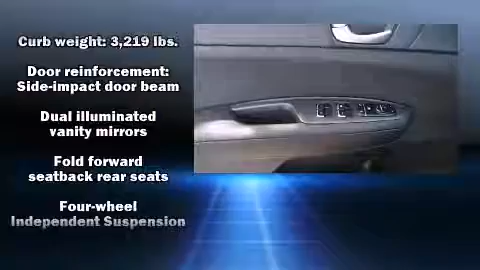 Curb weight: 3,219 lbs.
Door reinforcement:
Side-impact door beam
Dual illuminated
vanity mirrors
Fold forward
seatback rear seats
Four-wheel
Independent Suspension